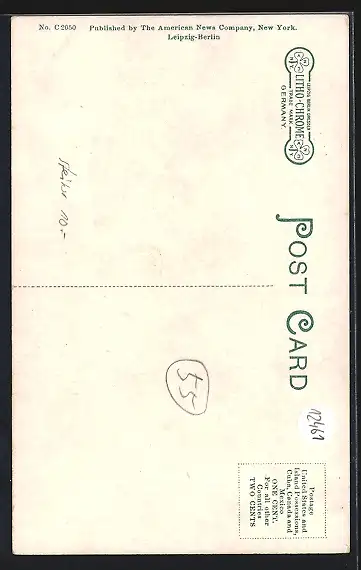 No. C 2050 Published by The American News Company, New York.
Leipzig-Berlin
LITHO-CHROME
TRADE MARK
GERMANY.
POST CARD
10.-
55
12461
Postage
United States and
Island Possessions,
Cuba, Canada and
Mexico
ONE CENT.
For all other
Countries
TWO CENTS